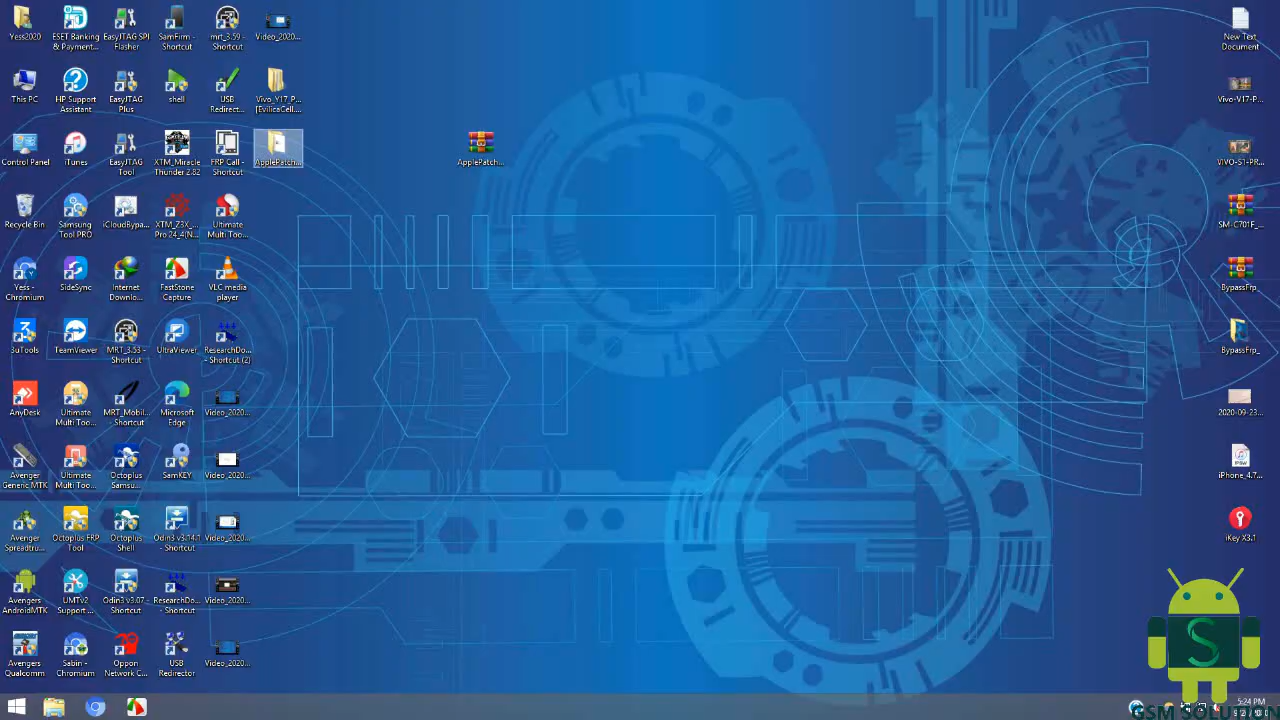 Yess2020
ESET Banking
& Payment...
EasyJTAG SPI
Flasher
SamFirm -
Shortcut
mrt_3.59 -
Shortcut
Video_2020...
New Text
Document
This PC
HP Support
Assistant
EasyJTAG
Plus
shell
USB
Redirect...
Vivo_Y17_P...
[EvilicaCell....
Vivo-V17-P...
Control Panel
iTunes
EasyJTAG
Tool
XTM_Miracle
Thunder 2.82
FRP Call -
Shortcut
ApplePatch...
ApplePatch...
VIVO-S1-PR...
Recycle Bin
Samsung
Tool PRO
iCloudBypa...
XTM_Z3X_...
Pro 24_4(N...
Ultimate
Multi Too...
SM-C701F_...
Yess -
Chromium
SideSync
Internet
Downlo...
FastStone
Capture
VLC media
player
BypassFrp_
3uTools
TeamViewer
MRT_3.53 -
Shortcut
UltraViewer
ResearchDo...
- Shortcut (2)
BypassFrp_
AnyDesk
Ultimate
Multi Too...
MRT_Mobil...
- Shortcut
Microsoft
Edge
Video_2020...
2020-09-23...
Avenger
Generic MTK
Ultimate
Multi Too...
Octoplus
Samsu...
SamKEY
Video_2020...
iPhone_4.7...
Avenger
Spreadtru...
Octoplus FRP
Tool
Octoplus
Shell
Odin3 v3.14.1
- Shortcut
Video_2020...
iKey X3.1
Avengers
AndroidMTK
UMTv2
Support ...
Odin3 v3.07 -
Shortcut
ResearchDo...
- Shortcut
Video_2020...
Avengers
Qualcomm
Sabin -
Chromium
Oppon
Network C...
USB
Redirector
Video_2020...
S
5:24 PM
GSM SOLUTION